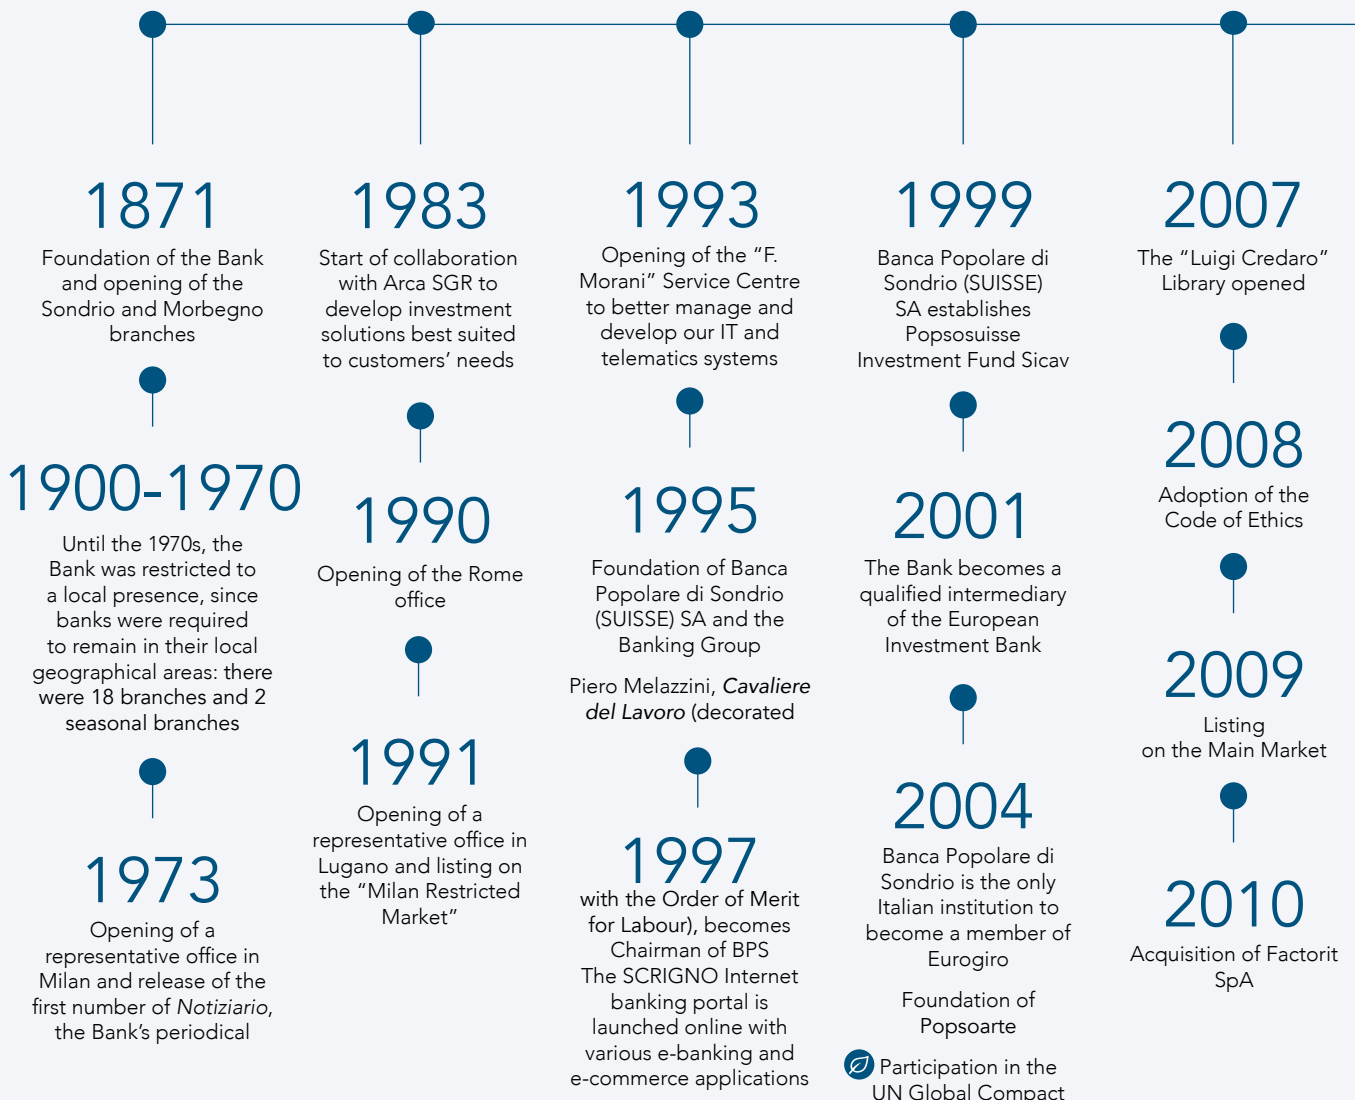 1871
Foundation of the Bank
and opening of the
Sondrio and Morbegno
branches
1900-1970
Until the 1970s, the
Bank was restricted to
a local presence, since
banks were required
to remain in their local
geographical areas: there
were 18 branches and 2
seasonal branches
1973
Opening of a
representative office in
Milan and release of the
first number of Notiziario,
the Bank’s periodical
1983
Start of collaboration
with Arca SGR to
develop investment
solutions best suited
to customers’ needs
1990
Opening of the Rome
office
1991
Opening of a
representative office in
Lugano and listing on
the “Milan Restricted
Market”
1993
Opening of the “F.
Morani” Service Centre
to better manage and
develop our IT and
telematics systems
1995
Foundation of Banca
Popolare di Sondrio
(SUISSE) SA and the
Banking Group
Piero Melazzini, Cavaliere
del Lavoro (decorated
1997
with the Order of Merit
for Labour), becomes
Chairman of BPS
The SCRIGNO Internet
banking portal is
launched online with
various e-banking and
e-commerce applications
1999
Banca Popolare di
Sondrio (SUISSE)
SA establishes
Popsosuisse
Investment Fund Sicav
2001
The Bank becomes a
qualified intermediary
of the European
Investment Bank
2004
Banca Popolare di
Sondrio is the only
Italian institution to
become a member of
Eurogiro
Foundation of
Popsoarte
Participation in the
UN Global Compact
2007
The “Luigi Credaro”
Library opened
2008
Adoption of the
Code of Ethics
2009
Listing
on the Main Market
2010
Acquisition of Factorit
SpA